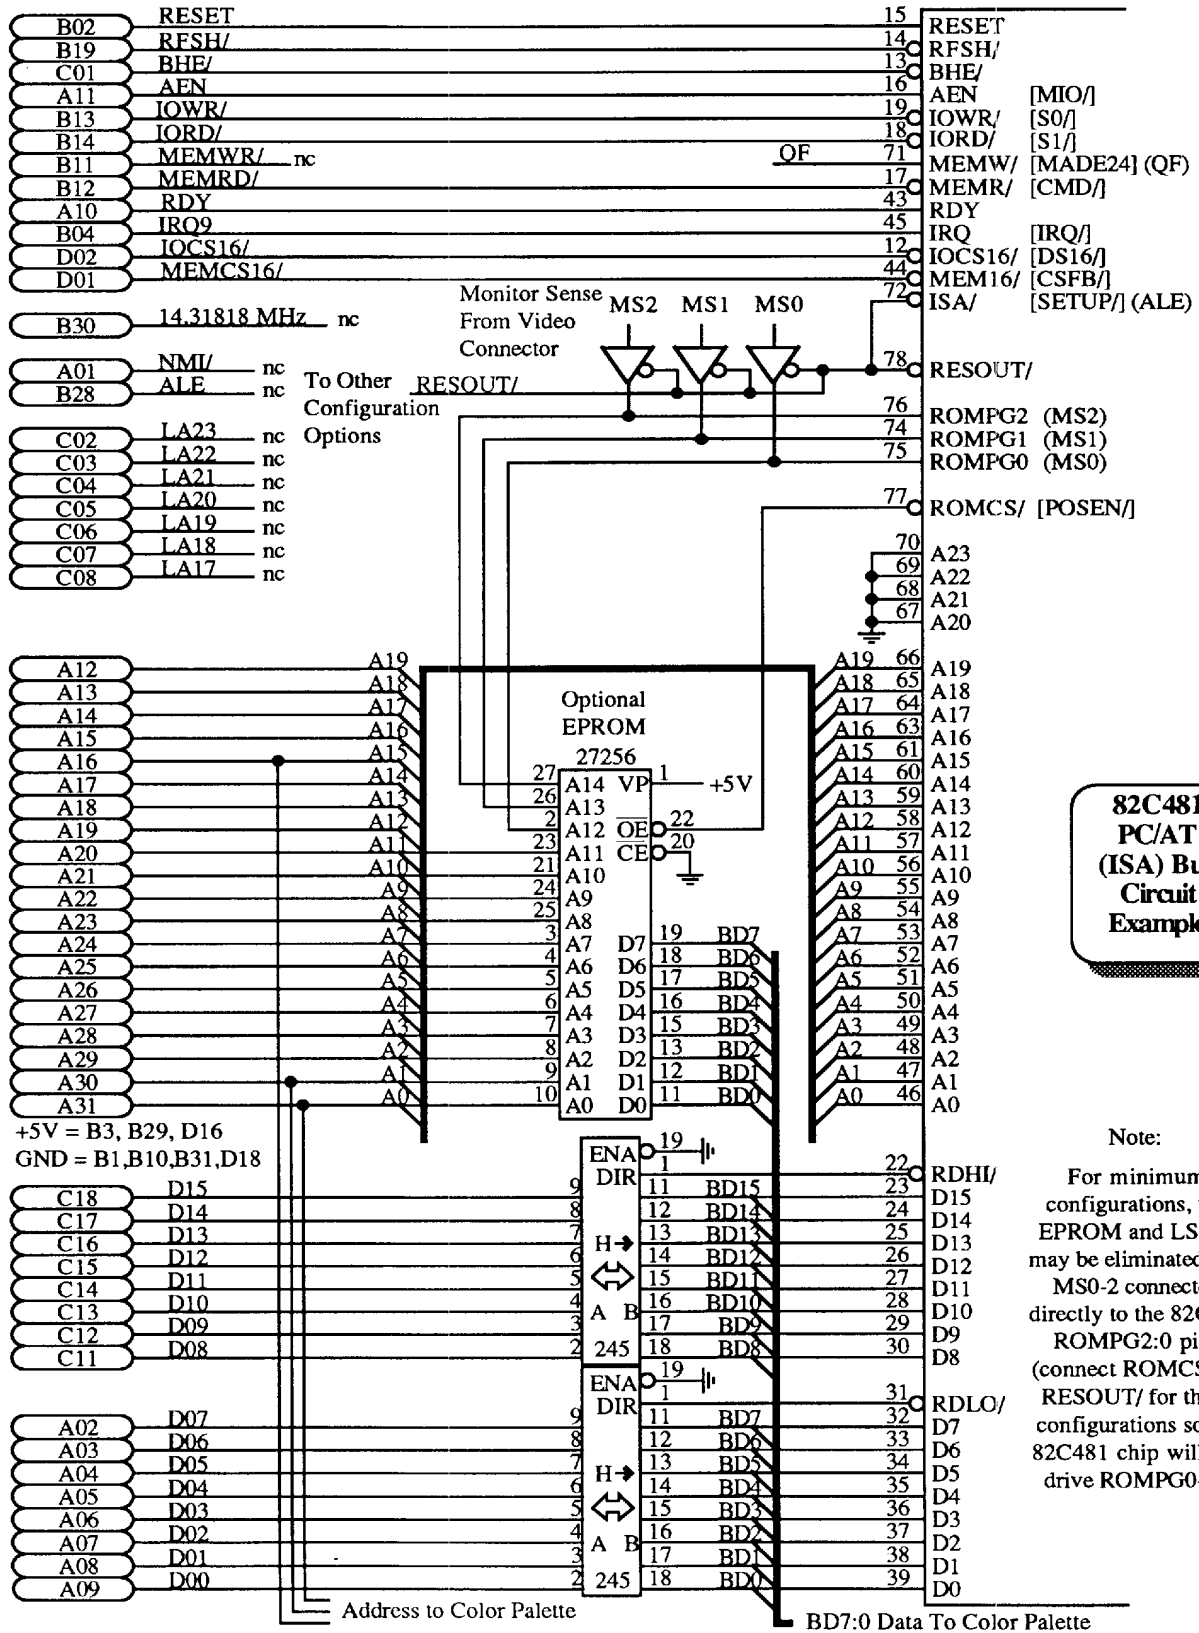 B02 RESET 15 RESET
B19 RFSH/ 14 RFSH/
C01 BHE/ 13 BHE/
A11 AEN 16 AEN [MIO/]
B13 IOWR/ 19 IOWR/ [S0/]
B14 IORD/ 18 IORD/ [S1/]
B11 MEMWR/ nc QF 71 MEMW/ [MADE24] (QF)
B12 MEMRD/ 17 MEMR/ [CMD/]
A10 RDY 43 RDY
B04 IRQ9 45 IRQ [IRQ/]
D02 IOCS16/ 12 IOCS16/ [DS16/]
D01 MEMCS16/ 44 MEM16/ [CSFB/]
72 ISA/ [SETUP/] (ALE)
Monitor Sense
From Video
Connector
MS2 MS1 MS0
B30 14.31818 MHz nc
A01 NMI/ nc
B28 ALE nc
To Other
Configuration
Options
RESOUT/
78 RESOUT/
76 ROMPG2 (MS2)
74 ROMPG1 (MS1)
75 ROMPG0 (MS0)
77 ROMCS/ [POSEN/]
C02 LA23 nc
C03 LA22 nc
C04 LA21 nc
C05 LA20 nc
C06 LA19 nc
C07 LA18 nc
C08 LA17 nc
70 A23
69 A22
68 A21
67 A20
A12 A19 A19 66 A19
A13 A18 A18 65 A18
A14 A17 A17 64 A17
A15 A16 A16 63 A16
A16 A15 A15 61 A15
A17 A14 A14 60 A14
A18 A13 A13 59 A13
A19 A12 A12 58 A12
A20 A11 A11 57 A11
A21 A10 A10 56 A10
A22 A9 A9 55 A9
A23 A8 A8 54 A8
A24 A7 A7 53 A7
A25 A6 A6 52 A6
A26 A5 A5 51 A5
A27 A4 A4 50 A4
A28 A3 A3 49 A3
A29 A2 A2 48 A2
A30 A1 A1 47 A1
A31 A0 A0 46 A0
Optional
EPROM
27256
27 A14 VP 1 +5V
26 A13
2 A12 OE 22
23 A11 CE 20
21 A10
24 A9
25 A8
3 A7 D7 19 BD7
4 A6 D6 18 BD6
5 A5 D5 17 BD5
6 A4 D4 16 BD4
7 A3 D3 15 BD3
8 A2 D2 13 BD2
9 A1 D1 12 BD1
10 A0 D0 11 BD0
82C481
PC/AT
(ISA)
Circuit
+5V = B3, B29, D16
GND = B1,B10,B31,D18
ENA 19
DIR 1 22 RDHI/
C18 D15 9 11 BD15 23 D15
C17 D14 8 12 BD14 24 D14
C16 D13 7 H 13 BD13 25 D13
C15 D12 6 14 BD12 26 D12
C14 D11 5 15 BD11 27 D11
C13 D10 4 A B 16 BD10 28 D10
C12 D09 3 17 BD9 29 D9
C11 D08 2 245 18 BD8 30 D8
ENA 19
DIR 1 31 RDLO/
A02 D07 9 11 BD7 32 D7
A03 D06 8 12 BD6 33 D6
A04 D05 7 H 13 BD5 34 D5
A05 D04 6 14 BD4 35 D4
A06 D03 5 15 BD3 36 D3
A07 D02 4 A B 16 BD2 37 D2
A08 D01 3 17 BD1 38 D1
A09 D00 2 245 18 BD0 39 D0
Address to Color Palette
BD7:0 Data To Color Palette
Note:
For minimum
configurations,
EPROM and LS
may be eliminated
MS0-2
directly to the
ROMPG2:0
(connect
RESOUT/ for
configurations
82C481 chip
drive